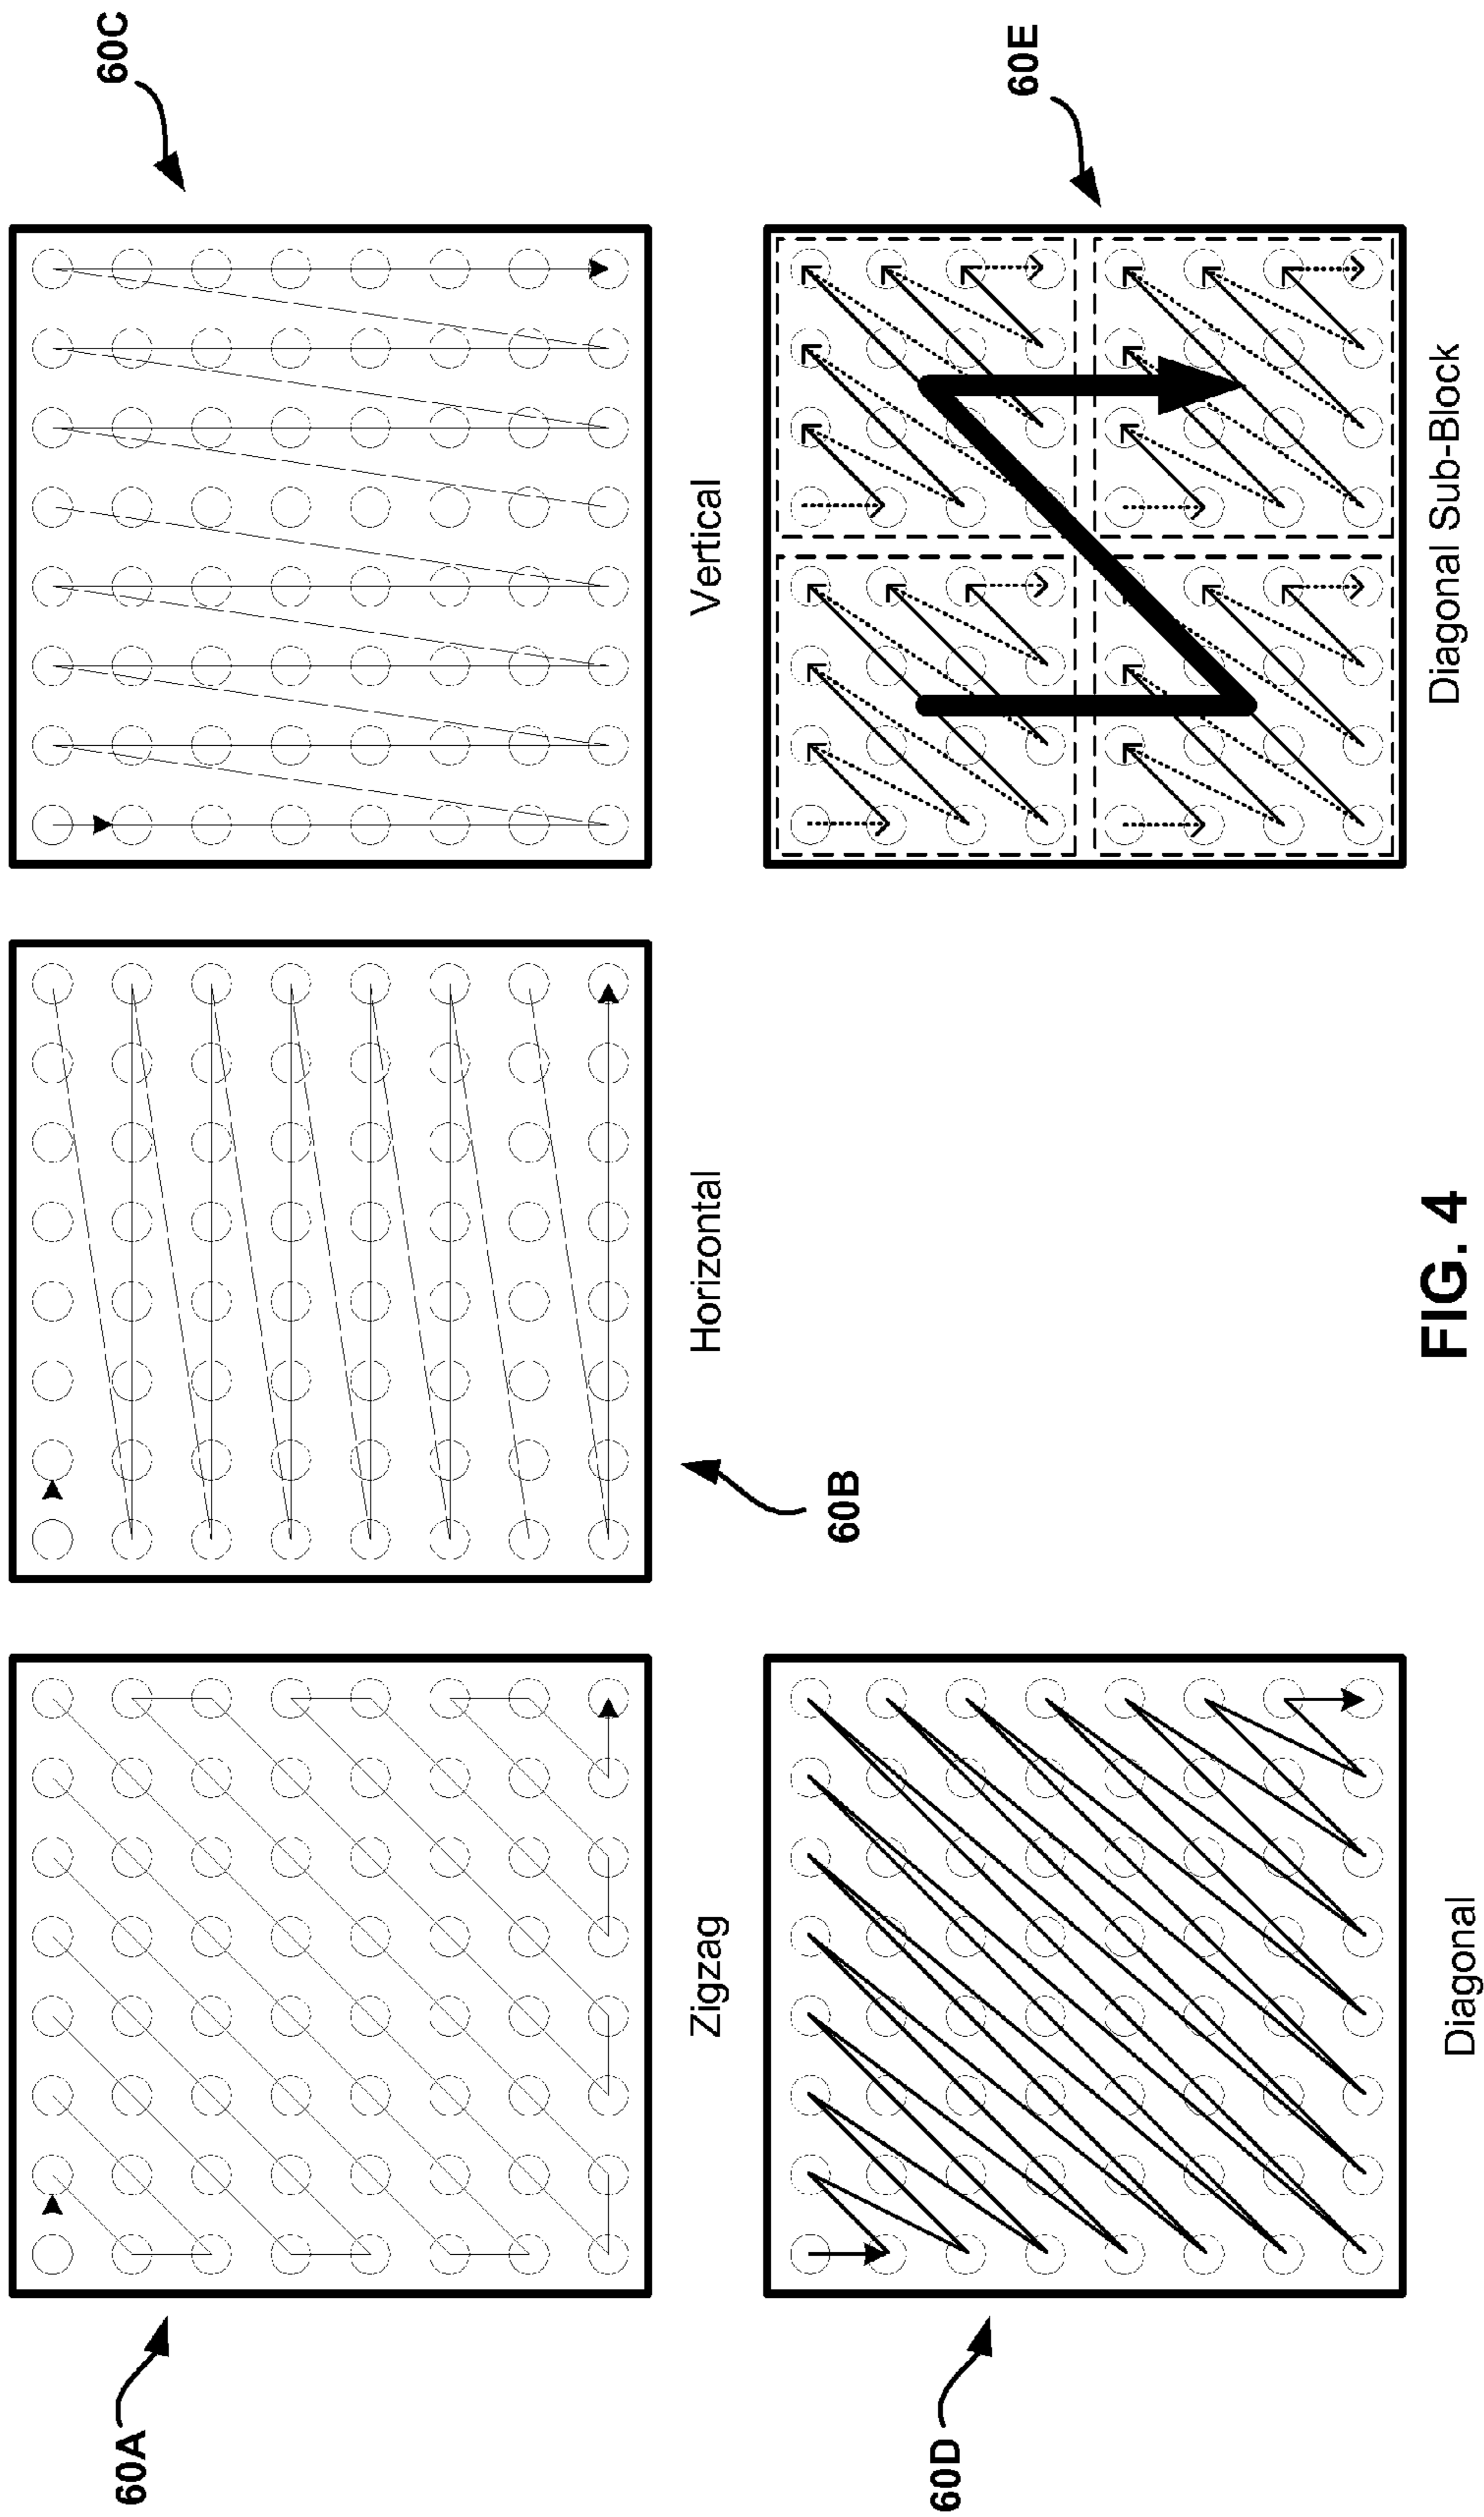 60A
Zigzag
60B
Horizontal
60C
Vertical
60D
Diagonal
60E
Diagonal Sub-Block
FIG. 4